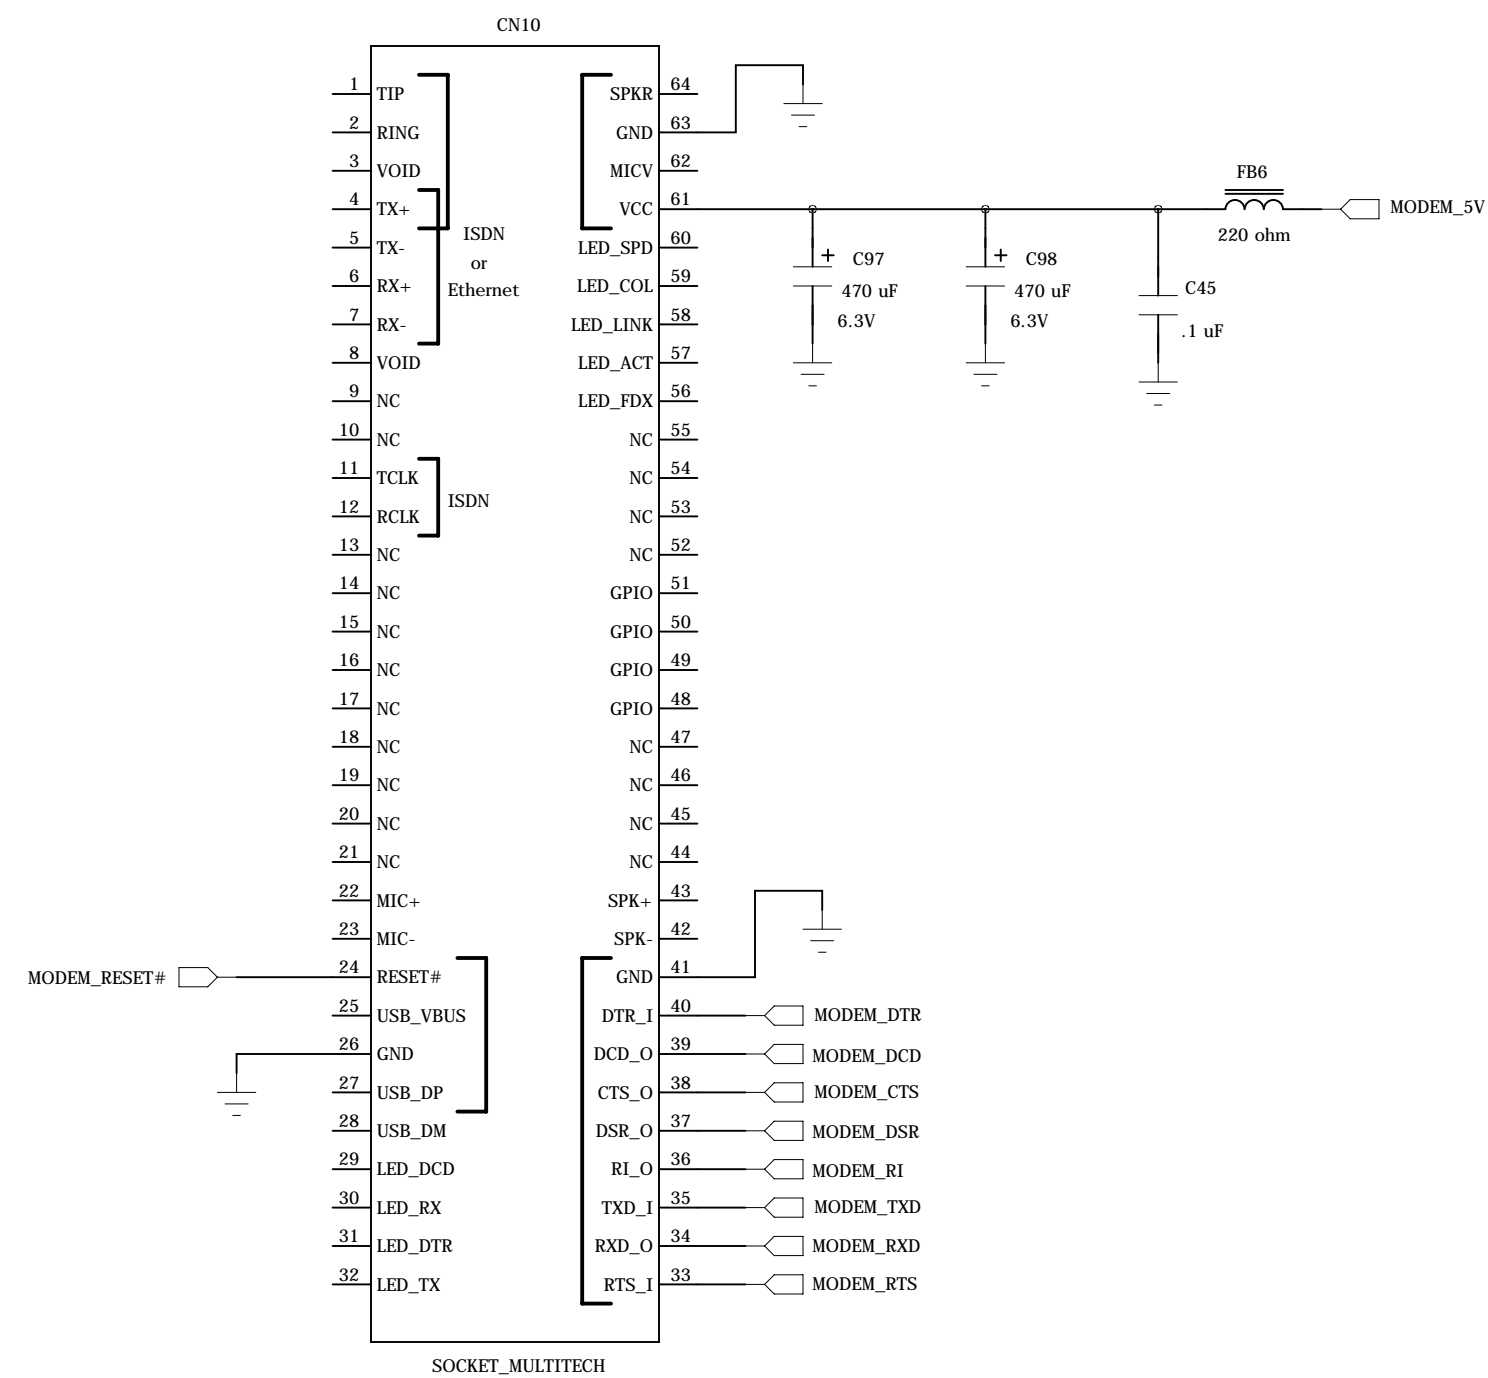 CN10
1 TIP
2 RING
3 VOID
4 TX+
5 TX-
6 RX+
7 RX-
8 VOID
9 NC
10 NC
11 TCLK
12 RCLK
13 NC
14 NC
15 NC
16 NC
17 NC
18 NC
19 NC
20 NC
21 NC
22 MIC+
23 MIC-
MODEM_RESET# 24 RESET#
25 USB_VBUS
26 GND
27 USB_DP
28 USB_DM
29 LED_DCD
30 LED_RX
31 LED_DTR
32 LED_TX
ISDN
or
Ethernet
ISDN
SPKR 64
GND 63
MICV 62
VCC 61
LED_SPD 60
LED_COL 59
LED_LINK 58
LED_ACT 57
LED_FDX 56
NC 55
NC 54
NC 53
NC 52
GPIO 51
GPIO 50
GPIO 49
GPIO 48
NC 47
NC 46
NC 45
NC 44
SPK+ 43
SPK- 42
GND 41
DTR_I 40 MODEM_DTR
DCD_O 39 MODEM_DCD
CTS_O 38 MODEM_CTS
DSR_O 37 MODEM_DSR
RI_O 36 MODEM_RI
TXD_I 35 MODEM_TXD
RXD_O 34 MODEM_RXD
RTS_I 33 MODEM_RTS
+ C97
470 uF
6.3V
+ C98
470 uF
6.3V
C45
.1 uF
FB6
220 ohm
MODEM_5V
SOCKET_MULTITECH